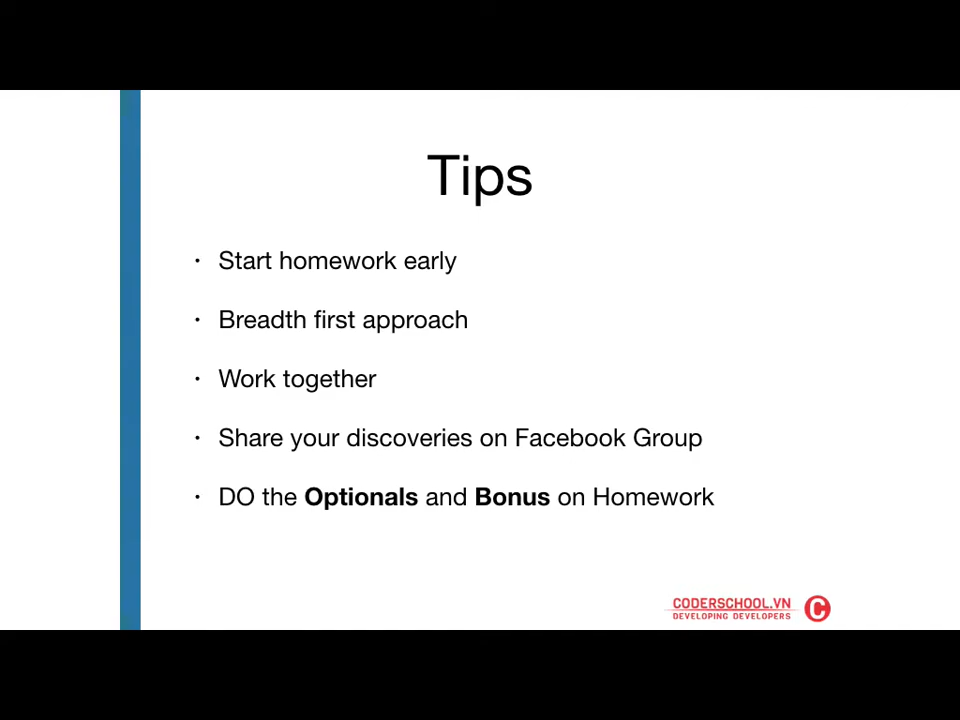 Tips
• Start homework early
• Breadth first approach
• Work together
• Share your discoveries on Facebook Group
• DO the Optionals and Bonus on Homework
CODERSCHOOL.VN
DEVELOPING DEVELOPERS
C